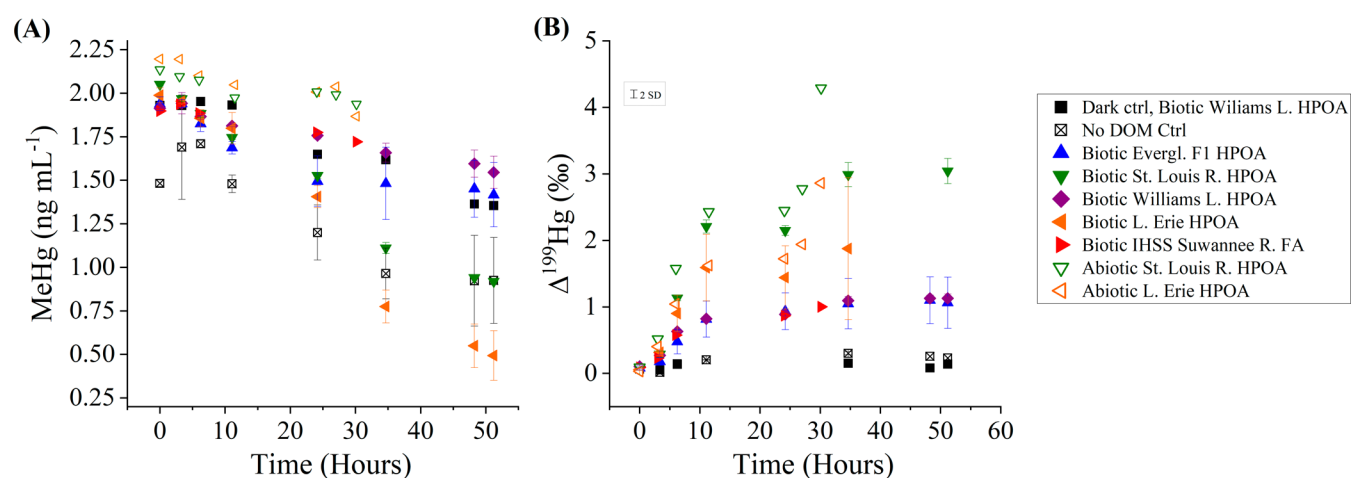 (A)
2.25
2.00
1.75
1.50
1.25
1.00
0.75
0.50
0.25
MeHg (ng mL⁻¹)
0 10 20 30 40 50
Time (Hours)
(B)
5
4
3
2
1
0
Δ¹⁹⁹Hg (‰)
2 SD
0 10 20 30 40 50 60
Time (Hours)
Dark ctrl, Biotic Wiliams L. HPOA
No DOM Ctrl
Biotic Evergl. F1 HPOA
Biotic St. Louis R. HPOA
Biotic Williams L. HPOA
Biotic L. Erie HPOA
Biotic IHSS Suwannee R. FA
Abiotic St. Louis R. HPOA
Abiotic L. Erie HPOA